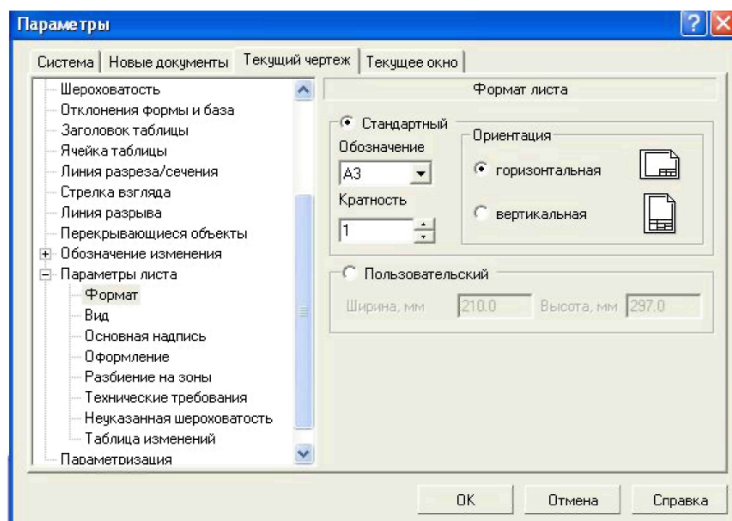 Параметры
Система
Новые документы
Текущий чертеж
Текущее окно
Шероховатость
Отклонения формы и база
Заголовок таблицы
Ячейка таблицы
Линия разреза/сечения
Стрелка взгляда
Линия разрыва
Перекрывающиеся объекты
Обозначение изменения
Параметры листа
Формат
Вид
Основная надпись
Оформление
Разбиение на зоны
Технические требования
Неуказанная шероховатость
Таблица изменений
Параметризация
Формат листа
Стандартный
Обозначение
А3
Кратность
1
Ориентация
горизонтальная
вертикальная
Пользовательский
Ширина, мм 210.0 Высота, мм 297.0
OK Отмена Справка